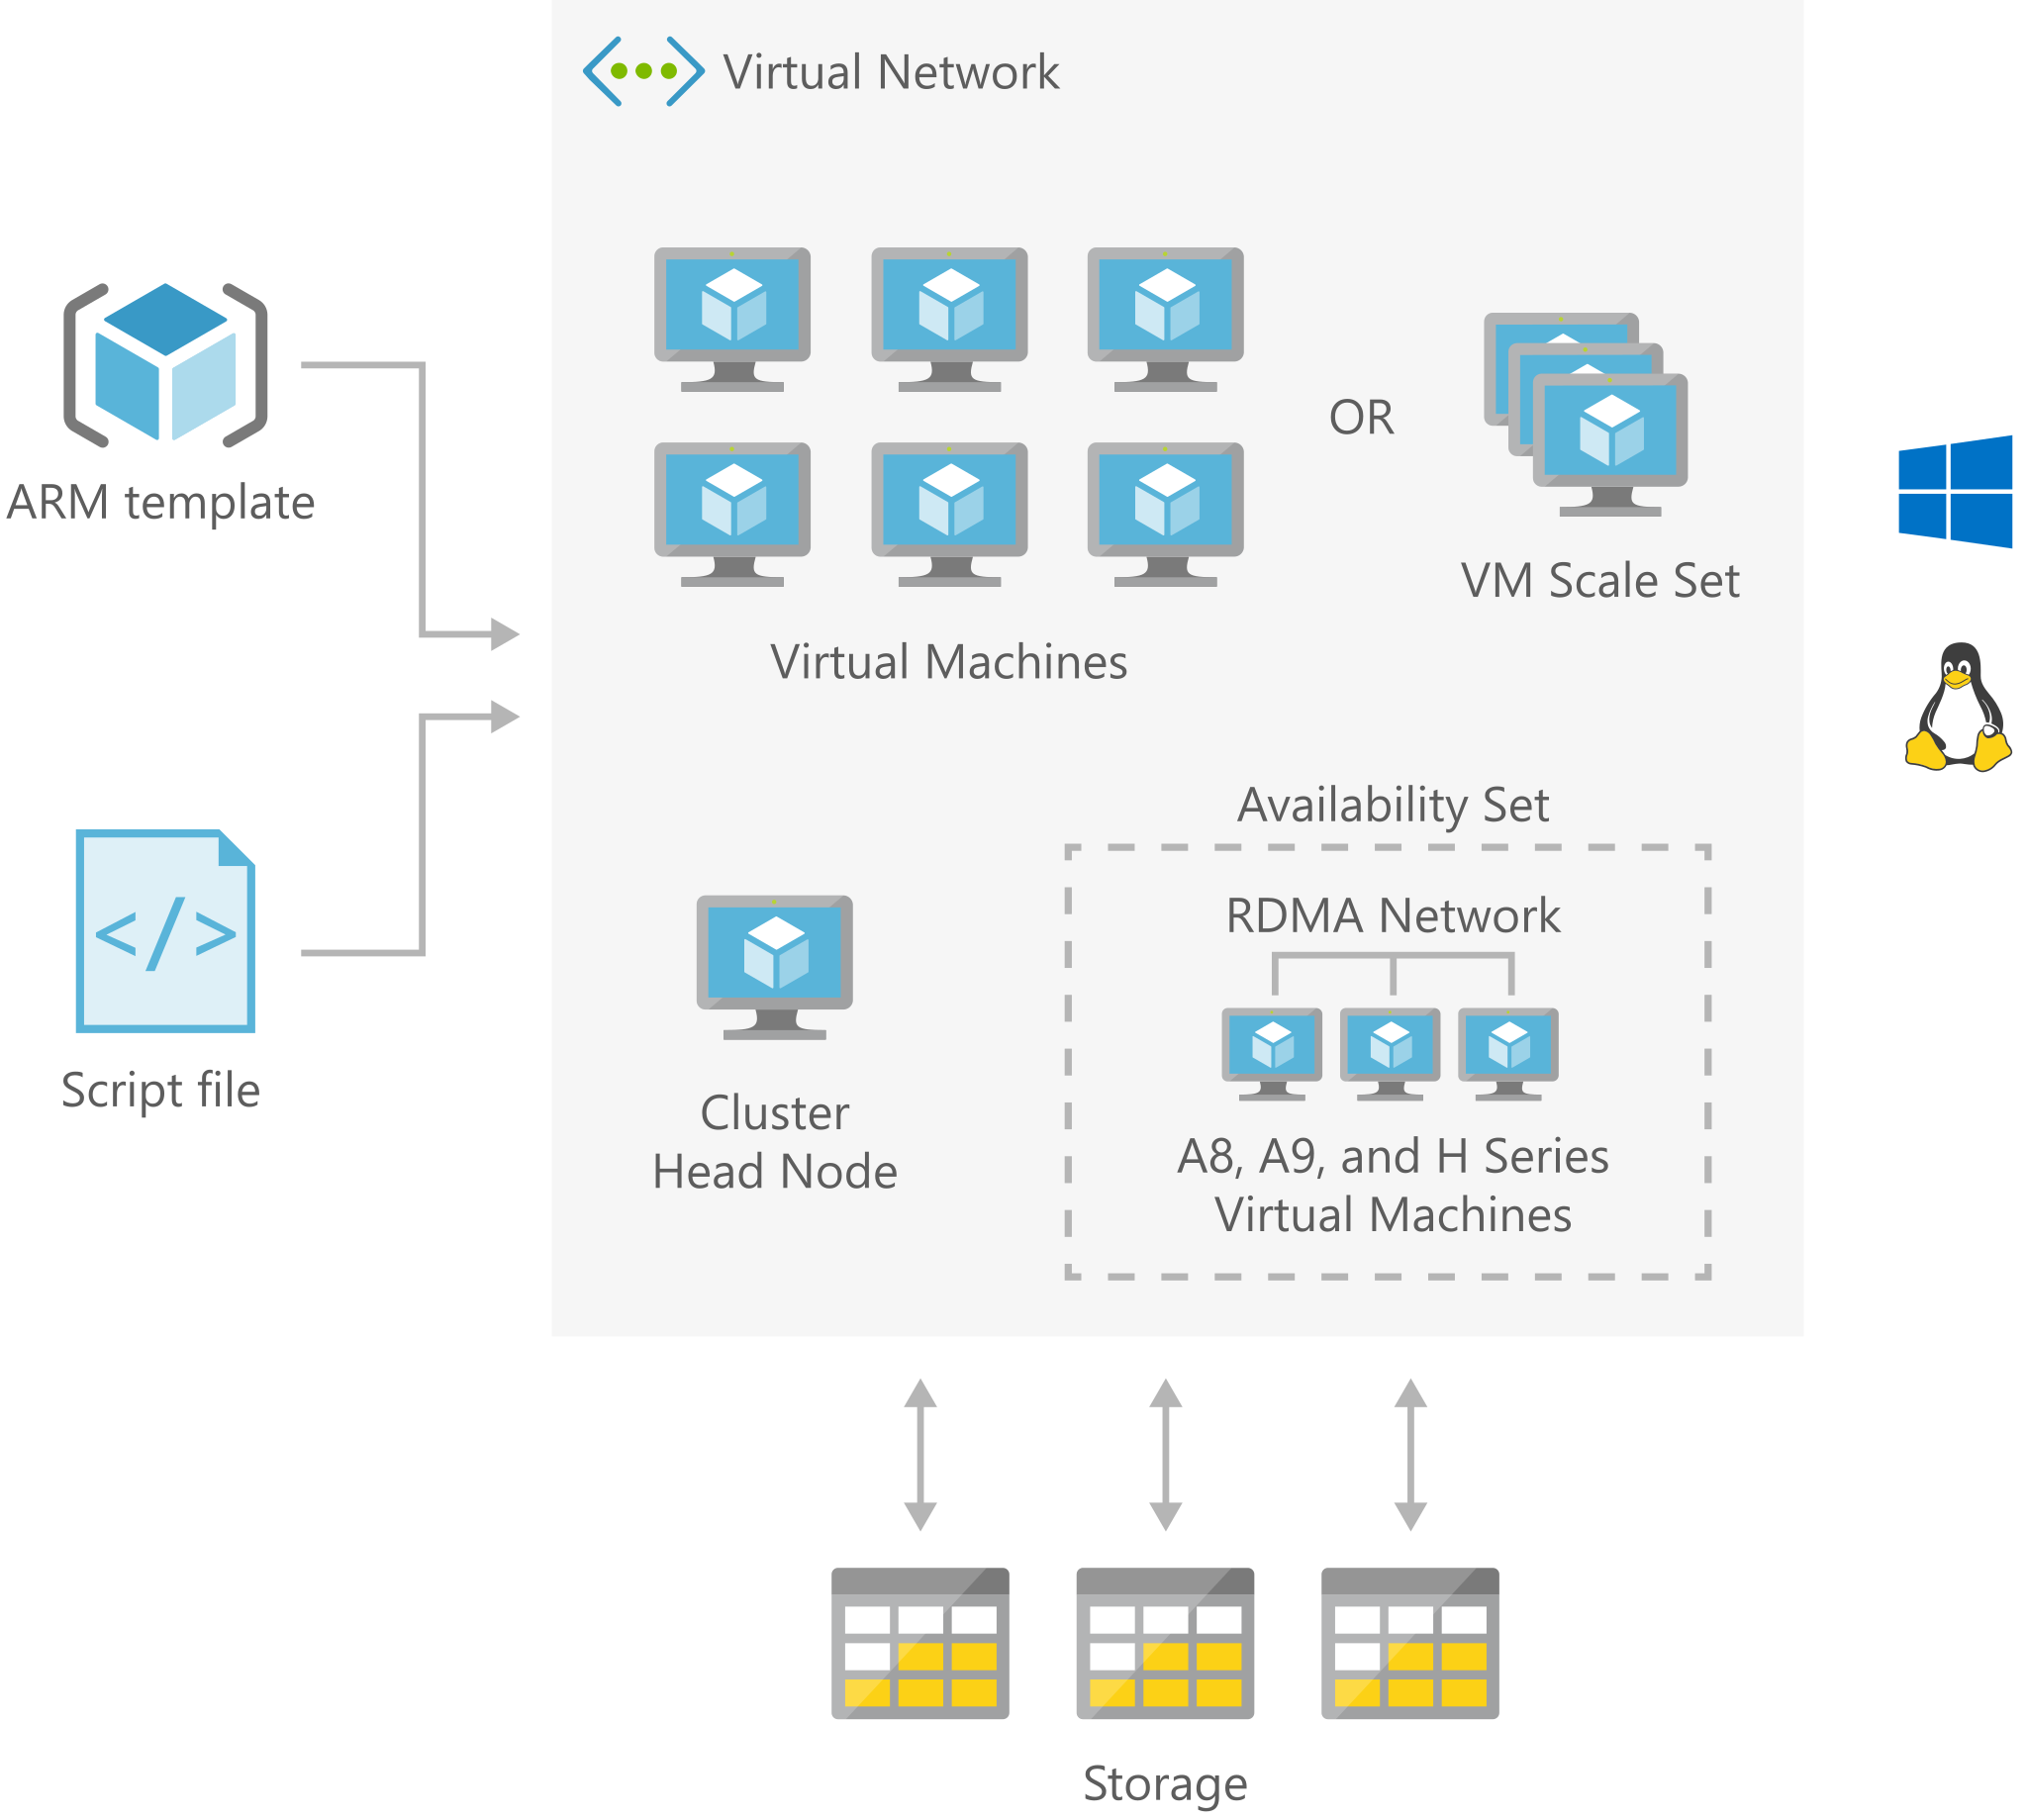 Virtual Network
ARM template
OR
VM Scale Set
Virtual Machines
Script file
</>
Cluster
Head Node
Availability Set
RDMA Network
A8, A9, and H Series
Virtual Machines
Storage